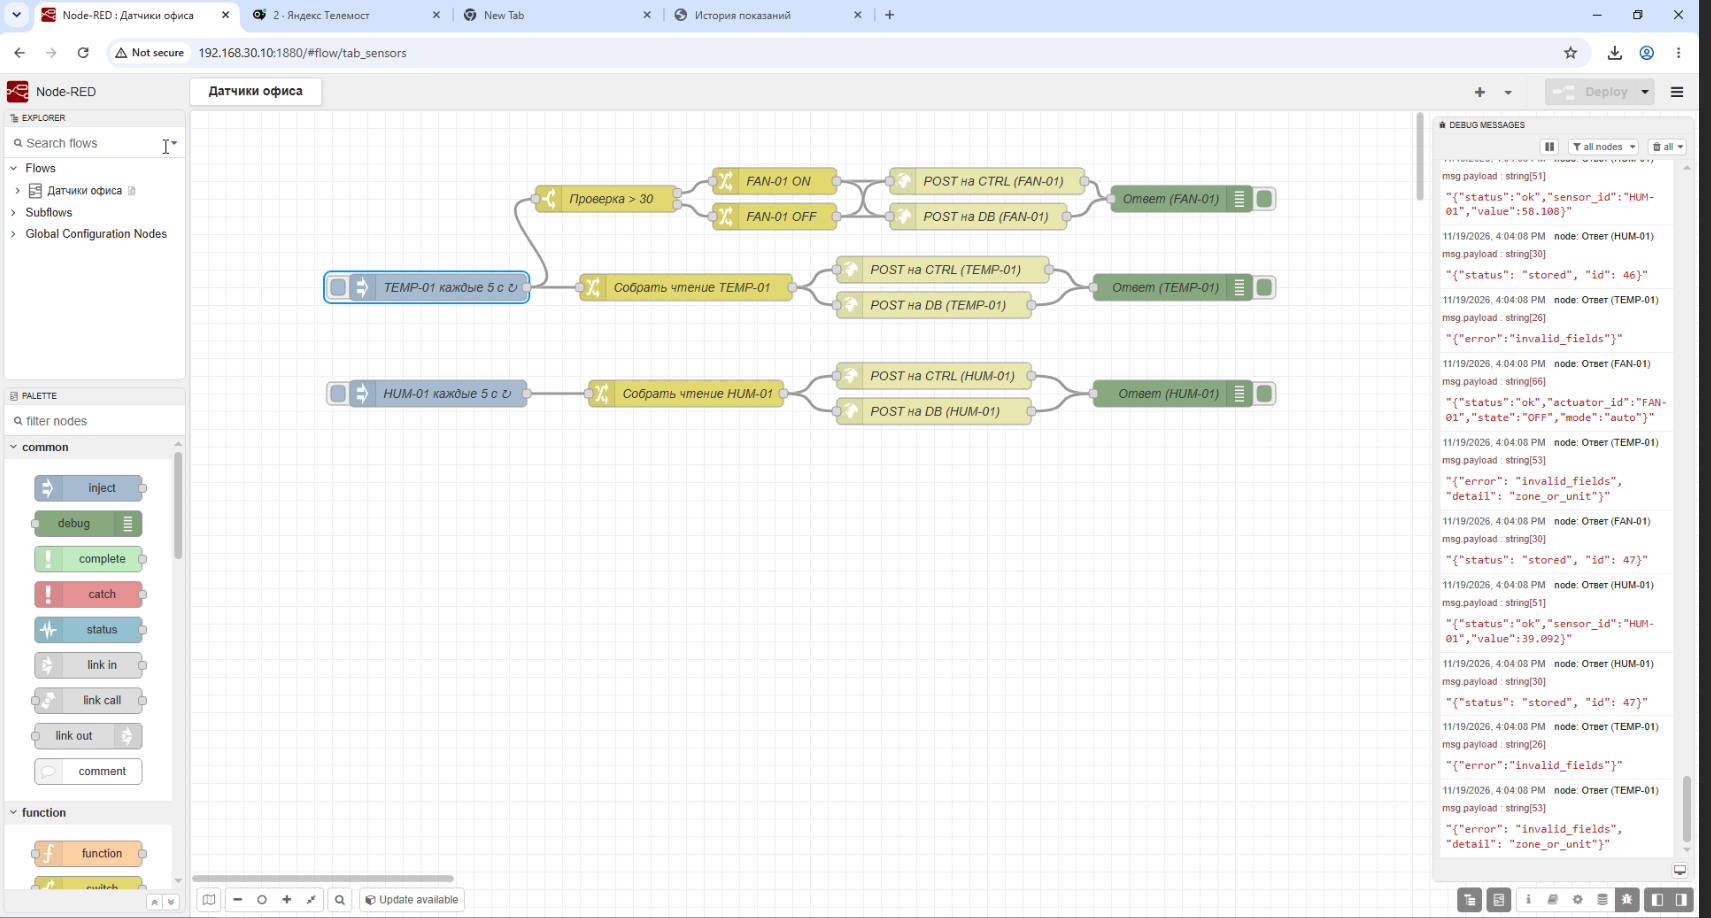 Node-RED : Датчики офиса
2 · Яндекс Телемост
New Tab
История показаний
Not secure
192.168.30.10:1880/#flow/tab_sensors
Node-RED
Датчики офиса
Deploy
EXPLORER
Search flows
Flows
Датчики офиса
Subflows
Global Configuration Nodes
PALETTE
filter nodes
common
inject
debug
complete
catch
status
link in
link call
link out
comment
function
function
switch
FAN-01 ON
POST на CTRL (FAN-01)
Проверка > 30
Ответ (FAN-01)
FAN-01 OFF
POST на DB (FAN-01)
POST на CTRL (TEMP-01)
TEMP-01 каждые 5 с ↻
Собрать чтение TEMP-01
Ответ (TEMP-01)
POST на DB (TEMP-01)
POST на CTRL (HUM-01)
HUM-01 каждые 5 с ↻
Собрать чтение HUM-01
Ответ (HUM-01)
POST на DB (HUM-01)
Update available
DEBUG MESSAGES
all nodes
all
msg.payload : string[51]
"{"status":"ok","sensor_id":"HUM-
01","value":58.108}"
11/19/2026, 4:04:08 PM node: Ответ (HUM-01)
msg.payload : string[30]
"{"status": "stored", "id": 46}"
11/19/2026, 4:04:08 PM node: Ответ (TEMP-01)
msg.payload : string[26]
"{"error":"invalid_fields"}"
11/19/2026, 4:04:08 PM node: Ответ (FAN-01)
msg.payload : string[66]
"{"status":"ok","actuator_id":"FAN-
01","state":"OFF","mode":"auto"}"
11/19/2026, 4:04:08 PM node: Ответ (TEMP-01)
msg.payload : string[53]
"{"error": "invalid_fields",
"detail": "zone_or_unit"}"
11/19/2026, 4:04:08 PM node: Ответ (FAN-01)
msg.payload : string[30]
"{"status": "stored", "id": 47}"
11/19/2026, 4:04:08 PM node: Ответ (HUM-01)
msg.payload : string[51]
"{"status":"ok","sensor_id":"HUM-
01","value":39.092}"
11/19/2026, 4:04:08 PM node: Ответ (HUM-01)
msg.payload : string[30]
"{"status": "stored", "id": 47}"
11/19/2026, 4:04:08 PM node: Ответ (TEMP-01)
msg.payload : string[26]
"{"error":"invalid_fields"}"
11/19/2026, 4:04:08 PM node: Ответ (TEMP-01)
msg.payload : string[53]
"{"error": "invalid_fields",
"detail": "zone_or_unit"}"